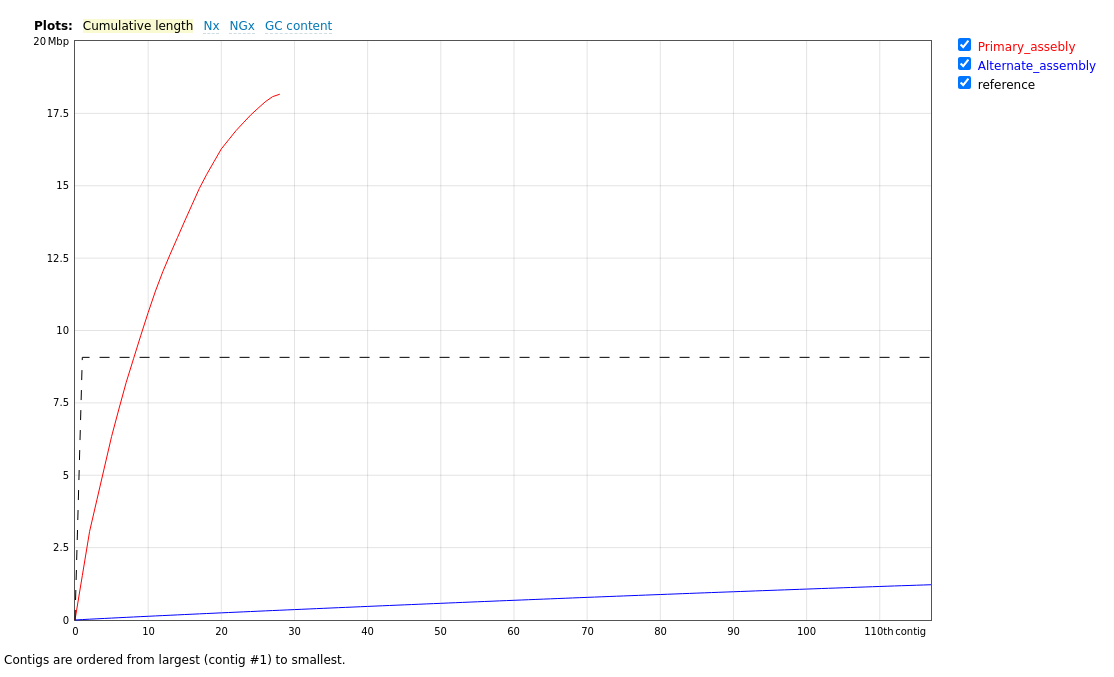 Plots: Cumulative length Nx NGx GC content
20 Mbp
17.5
15
12.5
10
7.5
5
2.5
0
0 10 20 30 40 50 60 70 80 90 100 110th contig
Primary_assebly
Alternate_assembly
reference
Contigs are ordered from largest (contig #1) to smallest.